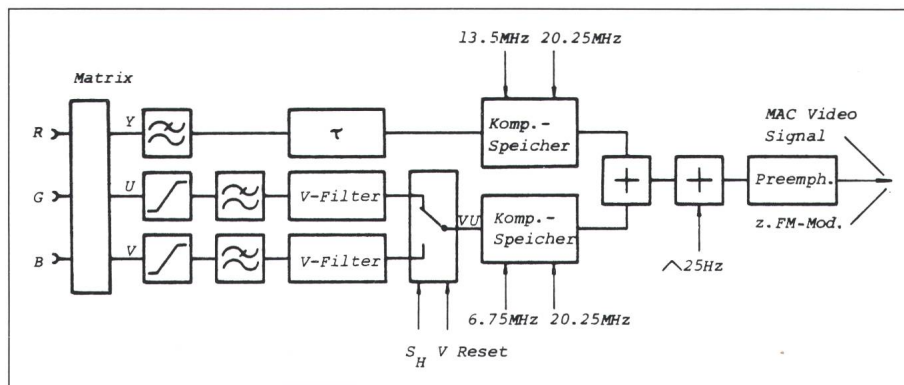 13.5MHz 20.25MHz
Matrix
MAC Video
Signal
R
Y
τ
Komp.-
Speicher
G
U
V-Filter
+
+
Preemph.
VU
Komp.-
Speicher
z.FM-Mod.
B
V
V-Filter
25Hz
6.75MHz 20.25MHz
S_H V Reset